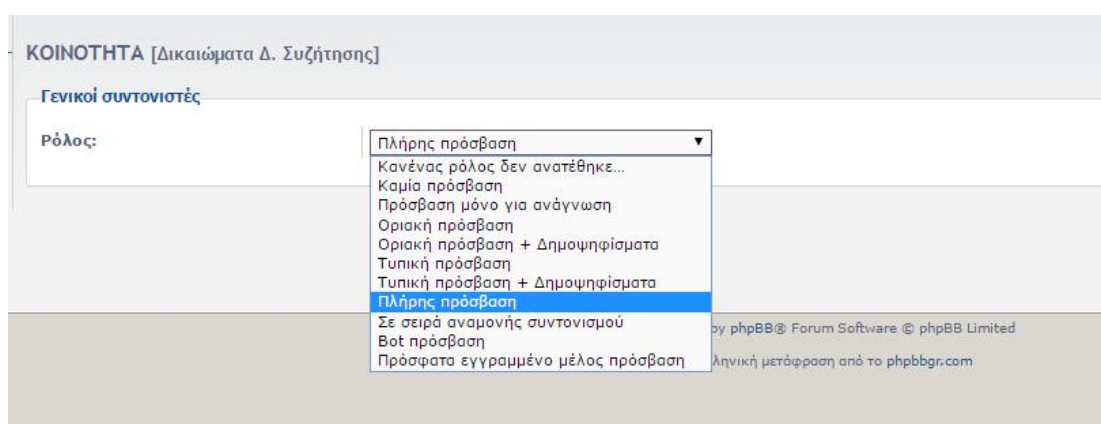 ΚΟΙΝΟΤΗΤΑ [Δικαιώματα Δ. Συζήτησης]
Γενικοί συντονιστές
Ρόλος:
Πλήρης πρόσβαση
Κανένας ρόλος δεν ανατέθηκε...
Καμία πρόσβαση
Πρόσβαση μόνο για ανάγνωση
Οριακή πρόσβαση
Οριακή πρόσβαση + Δημοψηφίσματα
Τυπική πρόσβαση
Τυπική πρόσβαση + Δημοψηφίσματα
Πλήρης πρόσβαση
Σε σειρά αναμονής συντονισμού
Bot πρόσβαση
Πρόσφατα εγγραμμένο μέλος πρόσβαση
by phpBB® Forum Software © phpBB Limited
ληνική μετάφραση από το phpbbgr.com